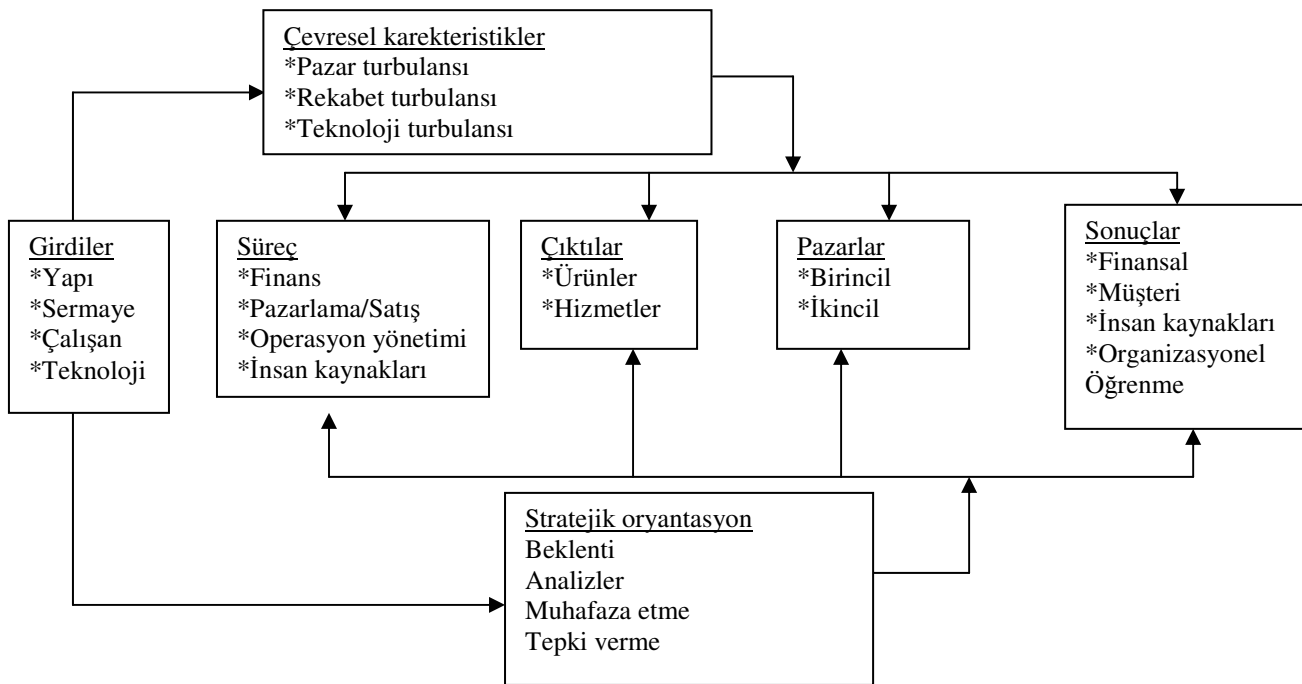 Çevresel karekteristikler
*Pazar turbulansı
*Rekabet turbulansı
*Teknoloji turbulansı
Girdiler
*Yapı
*Sermaye
*Çalışan
*Teknoloji
Süreç
*Finans
*Pazarlama/Satış
*Operasyon yönetimi
*İnsan kaynakları
Çıktılar
*Ürünler
*Hizmetler
Pazarlar
*Birincil
*İkincil
Sonuçlar
*Finansal
*Müşteri
*İnsan kaynakları
*Organizasyonel
Öğrenme
Stratejik oryantasyon
Beklenti
Analizler
Muhafaza etme
Tepki verme